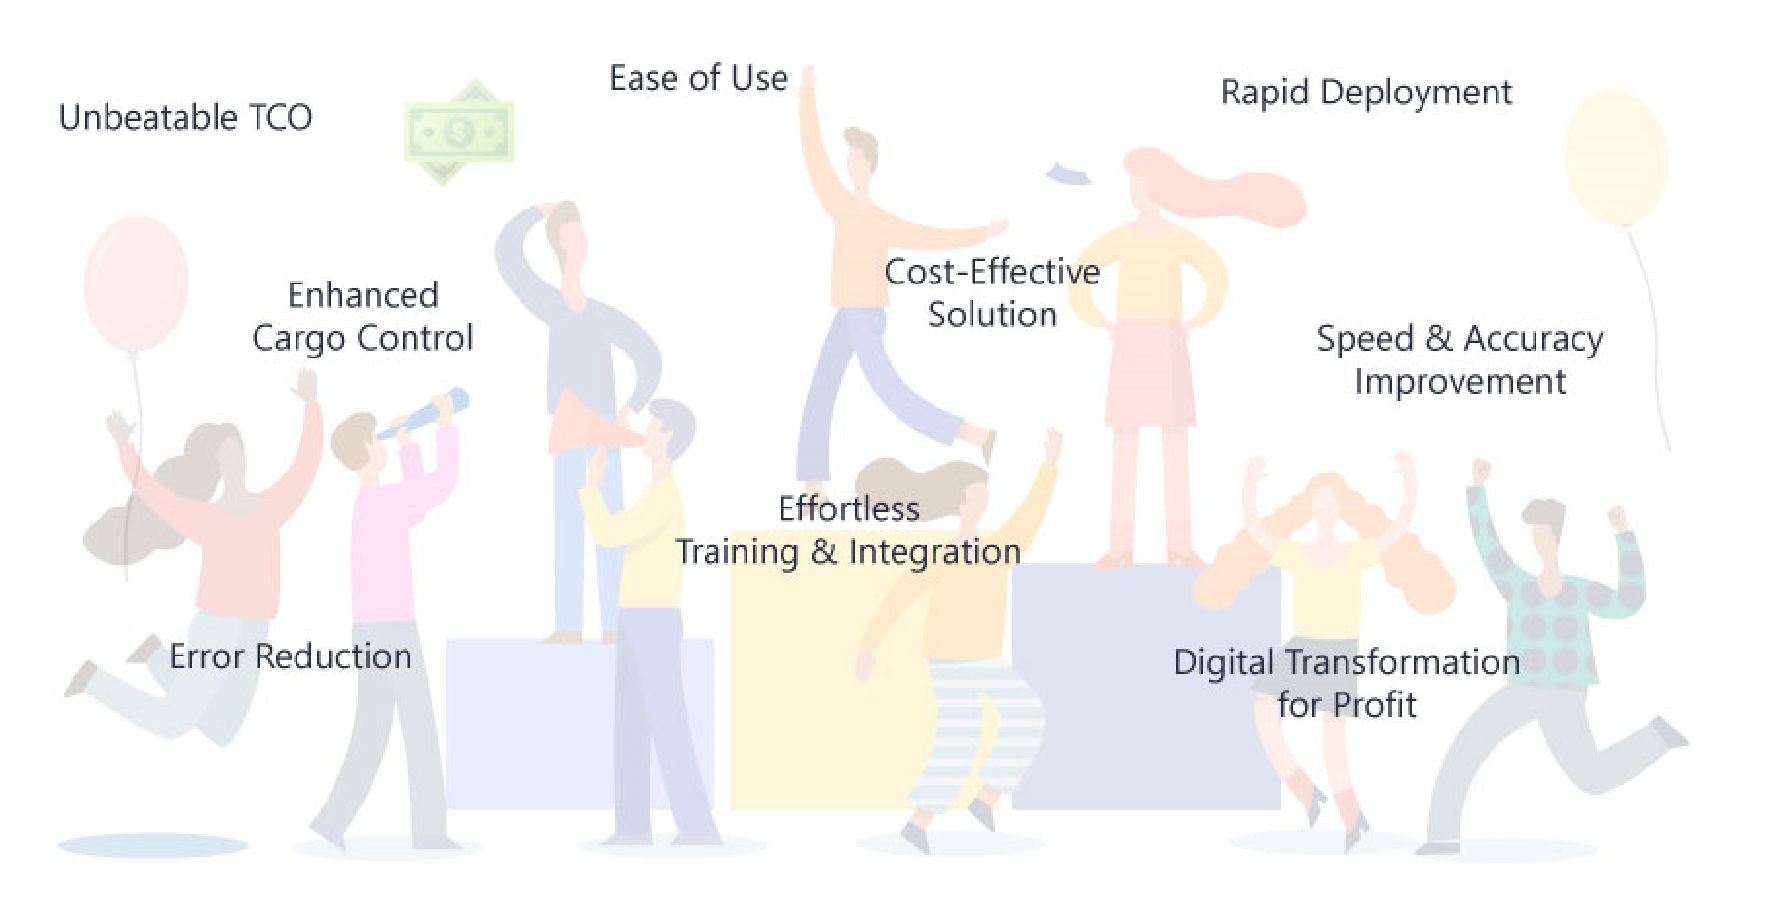 Unbeatable TCO
Ease of Use
Rapid Deployment
Enhanced
Cargo Control
Cost-Effective
Solution
Speed & Accuracy
Improvement
Effortless
Training & Integration
Error Reduction
Digital Transformation
for Profit